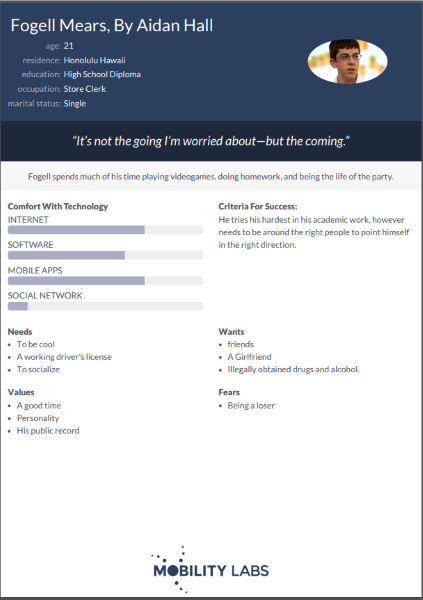 Fogell Mears, By Aidan Hall
age: 21
residence: Honolulu Hawaii
education: High School Diploma
occupation: Store Clerk
marital status: Single
“It’s not the going I’m worried about—but the coming.”
Fogell spends much of his time playing videogames, doing homework, and being the life of the party.
Comfort With Technology
INTERNET
SOFTWARE
MOBILE APPS
SOCIAL NETWORK
Criteria For Success:
He tries his hardest in his academic work, however
needs to be around the right people to point himself
in the right direction.
Needs
• To be cool
• A working driver's license
• To socialize
Wants
• friends
• A Girlfriend
• Illegally obtained drugs and alcohol.
Values
• A good time
• Personality
• His public record
Fears
• Being a loser
MOBILITY LABS